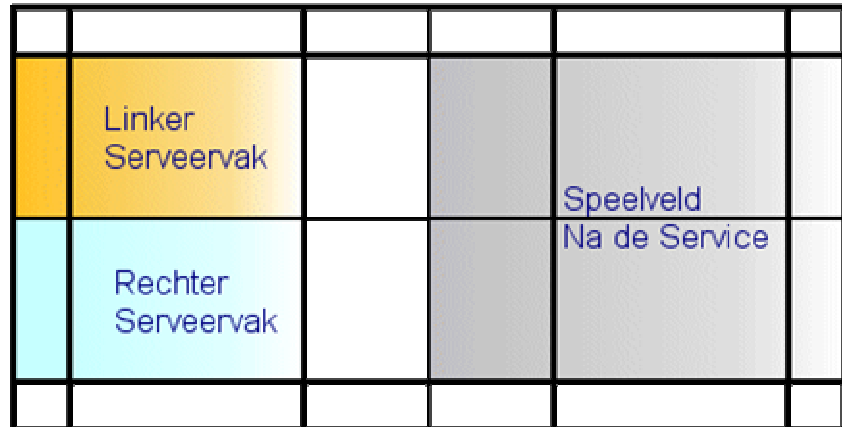 Linker
Serveervak
Speelveld
Na de Service
Rechter
Serveervak